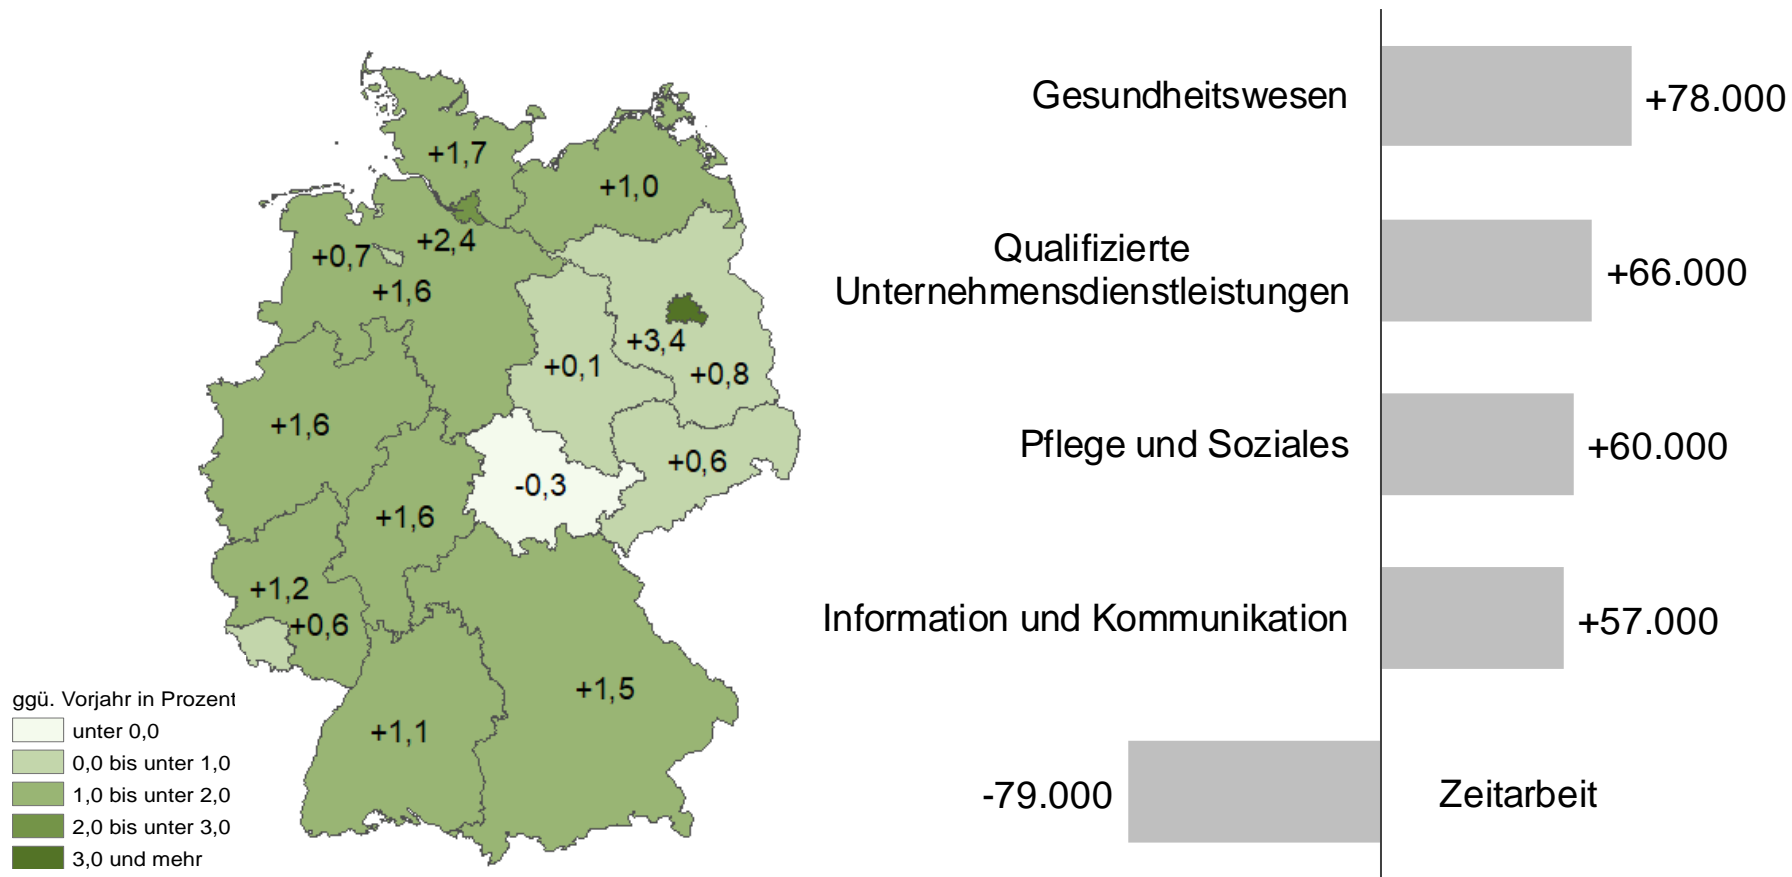 +1,7
+1,0
+2,4
+0,7
+1,6
+3,4
+0,1
+0,8
+1,6
+0,6
-0,3
+1,6
+1,2
+0,6
+1,5
+1,1
ggü. Vorjahr in Prozent
unter 0,0
0,0 bis unter 1,0
1,0 bis unter 2,0
2,0 bis unter 3,0
3,0 und mehr
Gesundheitswesen
+78.000
Qualifizierte
Unternehmensdienstleistungen
+66.000
Pflege und Soziales
+60.000
Information und Kommunikation
+57.000
-79.000
Zeitarbeit